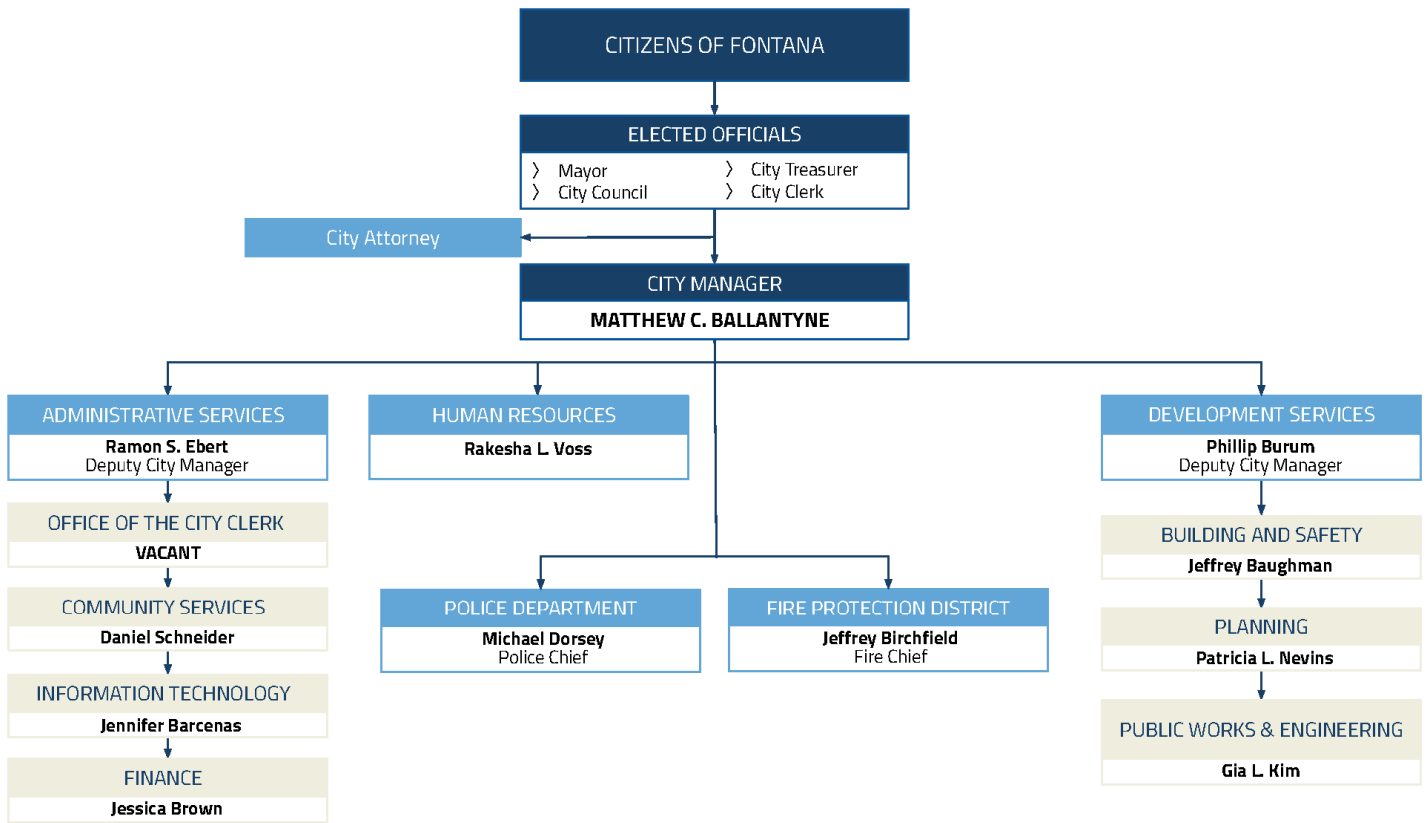 CITIZENS OF FONTANA
ELECTED OFFICIALS
〉 Mayor
〉 City Council
〉 City Treasurer
〉 City Clerk
City Attorney
CITY MANAGER
MATTHEW C. BALLANTYNE
ADMINISTRATIVE SERVICES
Ramon S. Ebert
Deputy City Manager
OFFICE OF THE CITY CLERK
VACANT
COMMUNITY SERVICES
Daniel Schneider
INFORMATION TECHNOLOGY
Jennifer Barcenas
FINANCE
Jessica Brown
HUMAN RESOURCES
Rakesha L. Voss
POLICE DEPARTMENT
Michael Dorsey
Police Chief
FIRE PROTECTION DISTRICT
Jeffrey Birchfield
Fire Chief
DEVELOPMENT SERVICES
Phillip Burum
Deputy City Manager
BUILDING AND SAFETY
Jeffrey Baughman
PLANNING
Patricia L. Nevins
PUBLIC WORKS & ENGINEERING
Gia L. Kim